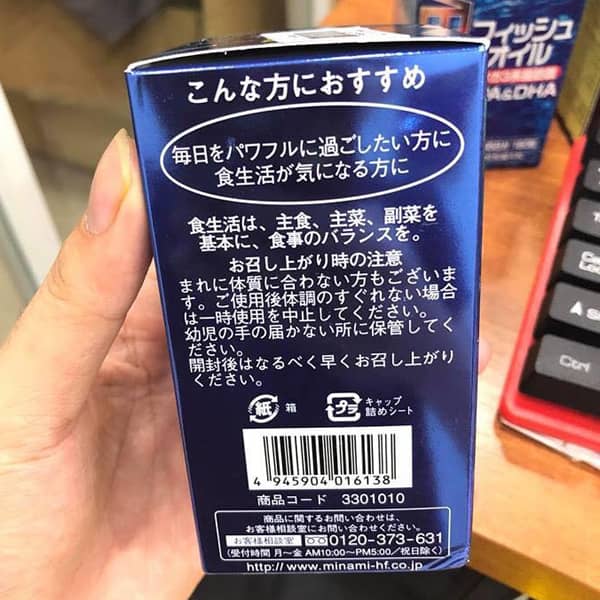 こんな方におすすめ
毎日をパワフルに過ごしたい方に
食生活が気になる方に
食生活は、主食、主菜、副菜を
基本に、食事のバランスを。
お召し上がり時の注意
まれに体質に合わない方もございま
す。ご使用後体調のすぐれない場合
は一時使用を中止してください。
幼児の手の届かない所に保管してく
ださい。
開封後はなるべく早くお召し上がり
ください。
紙 箱
プラ キャップ
詰めシート
4 945904 016138
商品コード 3301010
商品に関するお問い合わせは、
お客様相談室にお問い合わせください。
お客様相談室 0120-373-631
(受付時間 月~金 AM10:00~PM5:00/祝日除く)
http://www.minami-hf.co.jp
フィッシュ
オイル
A&DHA
Ctrl